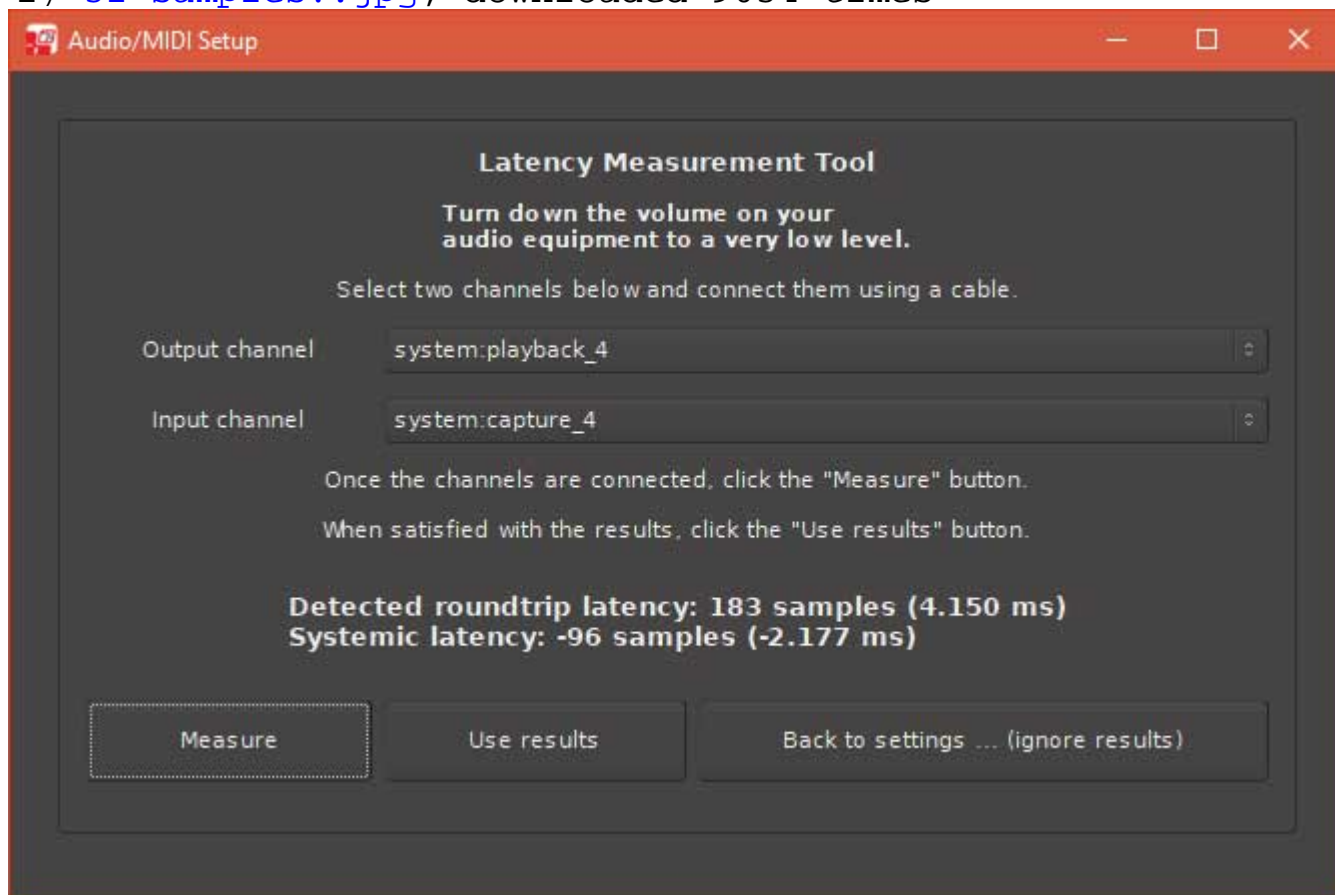 Audio/MIDI Setup
Latency Measurement Tool
Turn down the volume on your
audio equipment to a very low level.
Select two channels below and connect them using a cable.
Output channel system:playback_4
Input channel system:capture_4
Once the channels are connected, click the "Measure" button.
When satisfied with the results, click the "Use results" button.
Detected roundtrip latency: 183 samples (4.150 ms)
Systemic latency: -96 samples (-2.177 ms)
Measure Use results Back to settings ... (ignore results)